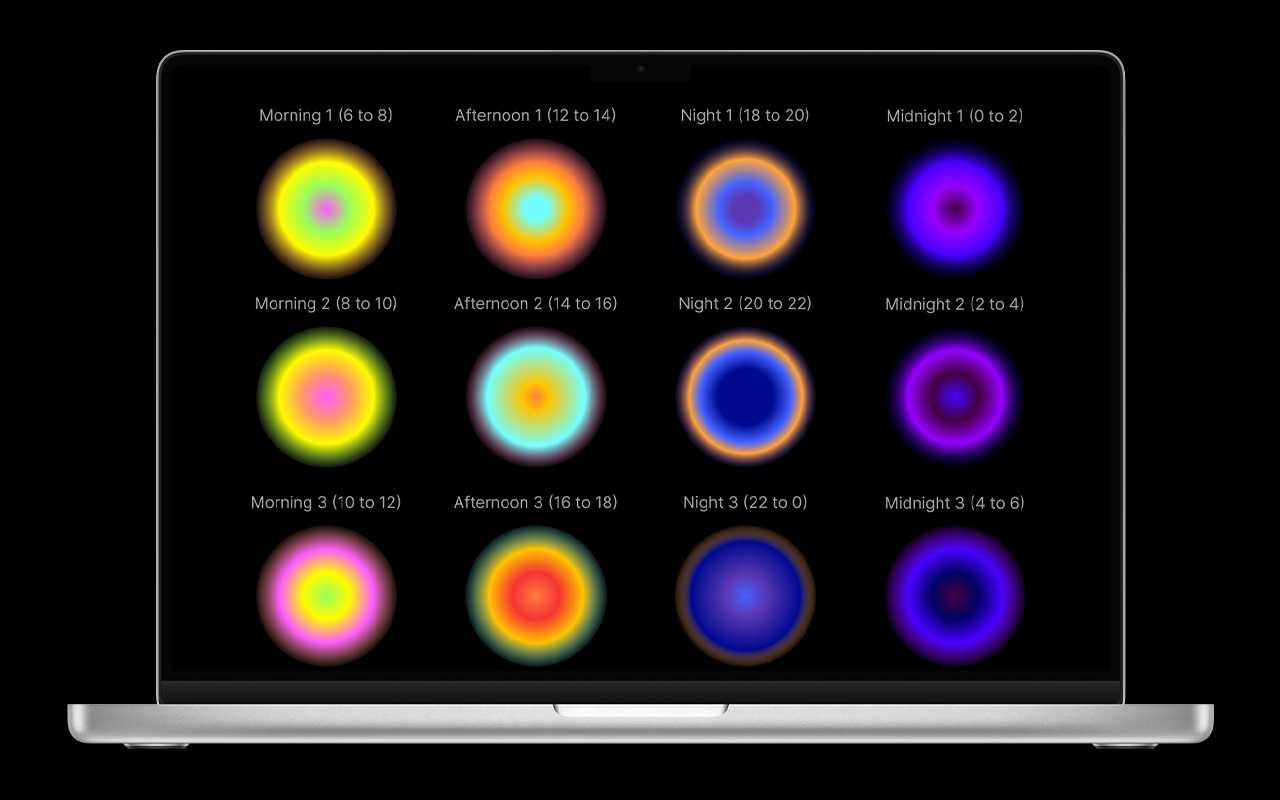 Morning 1 (6 to 8)
Afternoon 1 (12 to 14)
Night 1 (18 to 20)
Midnight 1 (0 to 2)
Morning 2 (8 to 10)
Afternoon 2 (14 to 16)
Night 2 (20 to 22)
Midnight 2 (2 to 4)
Morning 3 (10 to 12)
Afternoon 3 (16 to 18)
Night 3 (22 to 0)
Midnight 3 (4 to 6)